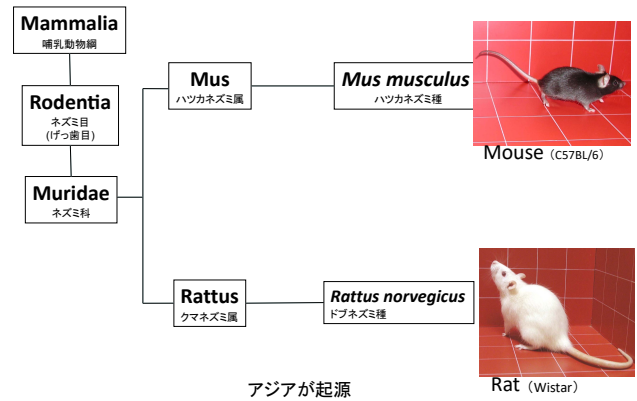 Mammalia
哺乳動物綱
Rodentia
ネズミ目
(げっ歯目)
Muridae
ネズミ科
Mus
ハツカネズミ属
Mus musculus
ハツカネズミ種
Mouse（C57BL/6）
Rattus
クマネズミ属
Rattus norvegicus
ドブネズミ種
Rat（Wistar）
アジアが起源